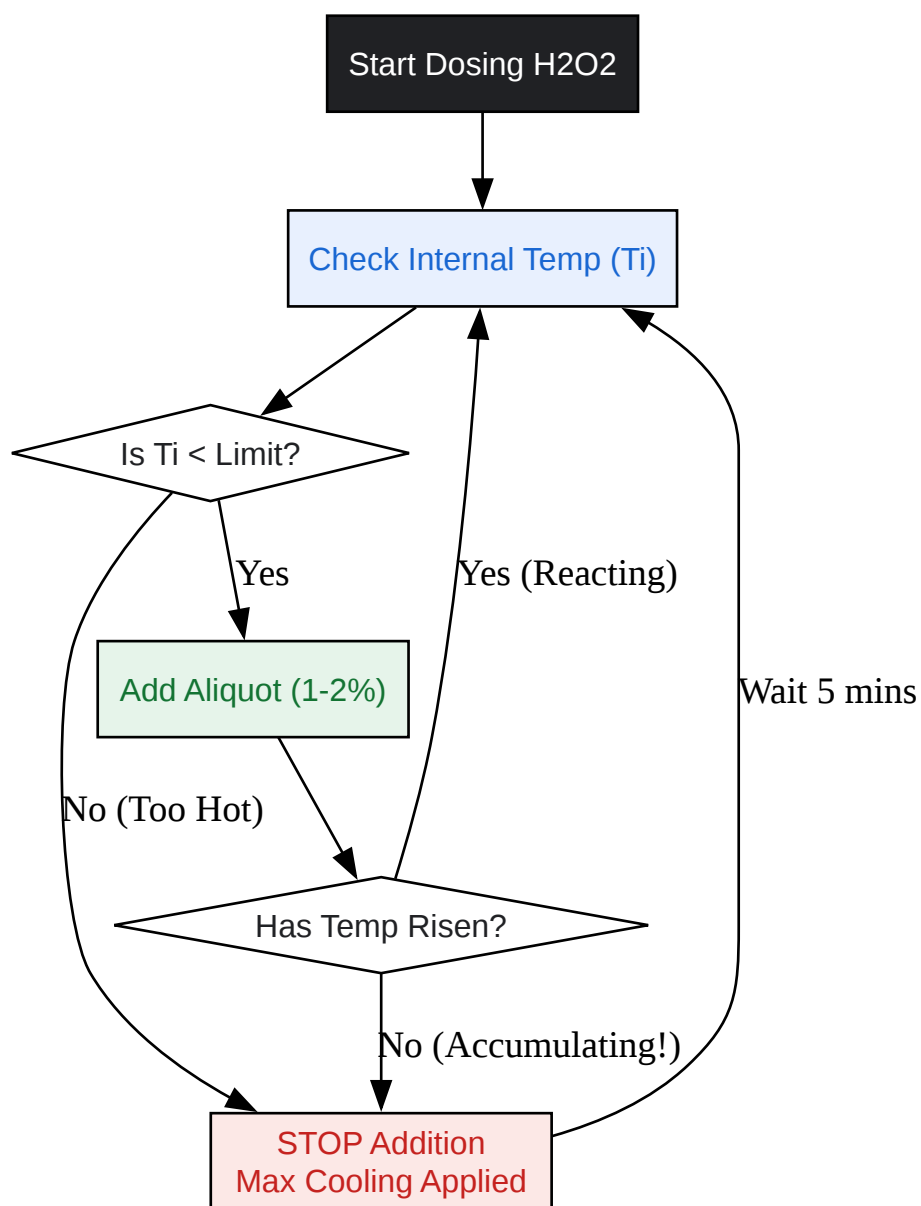 Start Dosing H2O2
Check Internal Temp (Ti)
Is Ti < Limit?
Yes
Yes (Reacting)
Add Aliquot (1-2%)
Wait 5 mins
No (Too Hot)
Has Temp Risen?
No (Accumulating!)
STOP Addition
Max Cooling Applied